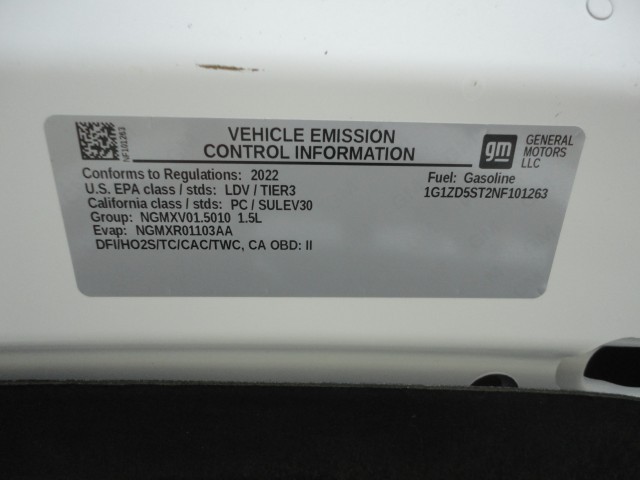 NF101263
VEHICLE EMISSION
CONTROL INFORMATION
gm
GENERAL
MOTORS
LLC
Conforms to Regulations: 2022
U.S. EPA class / stds: LDV / TIER3
California class / stds: PC / SULEV30
Group: NGMXV01.5010 1.5L
Evap: NGMXR01103AA
DFI/HO2S/TC/CAC/TWC, CA OBD: II
Fuel: Gasoline
1G1ZD5ST2NF101263